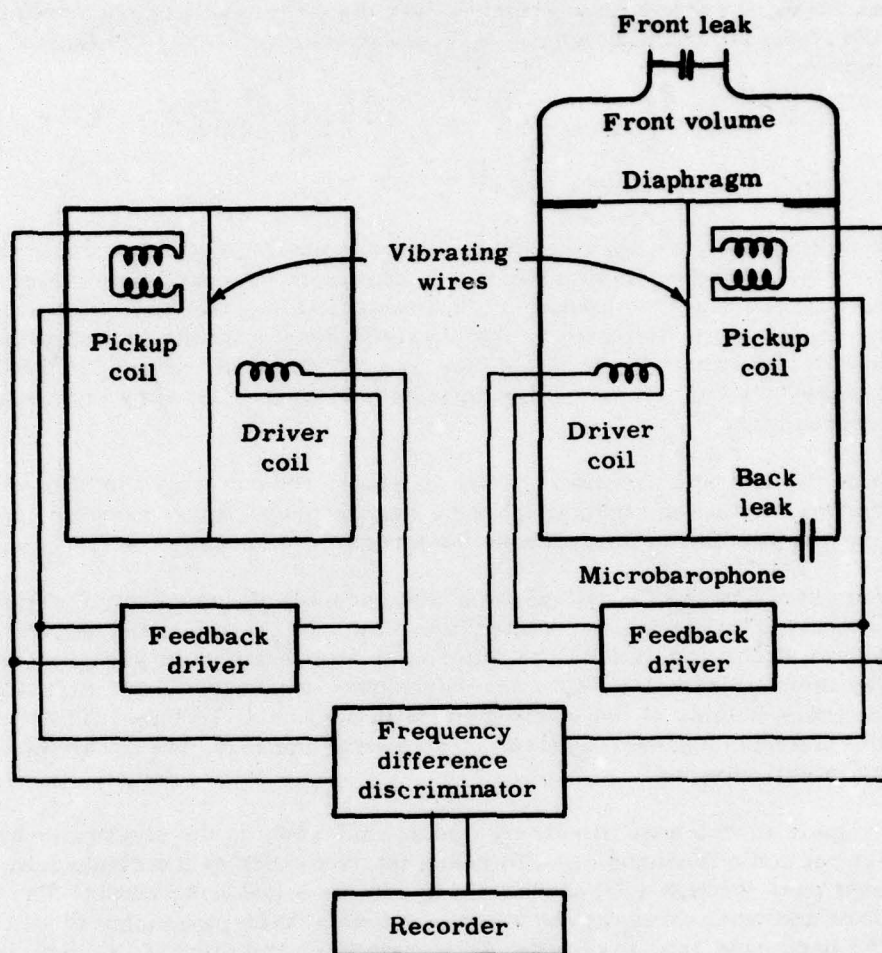 Front leak
Front volume
Diaphragm
Vibrating
wires
Pickup
coil
Pickup
coil
Driver
coil
Driver
coil
Back
leak
Microbarophone
Feedback
driver
Feedback
driver
Frequency
difference
discriminator
Recorder